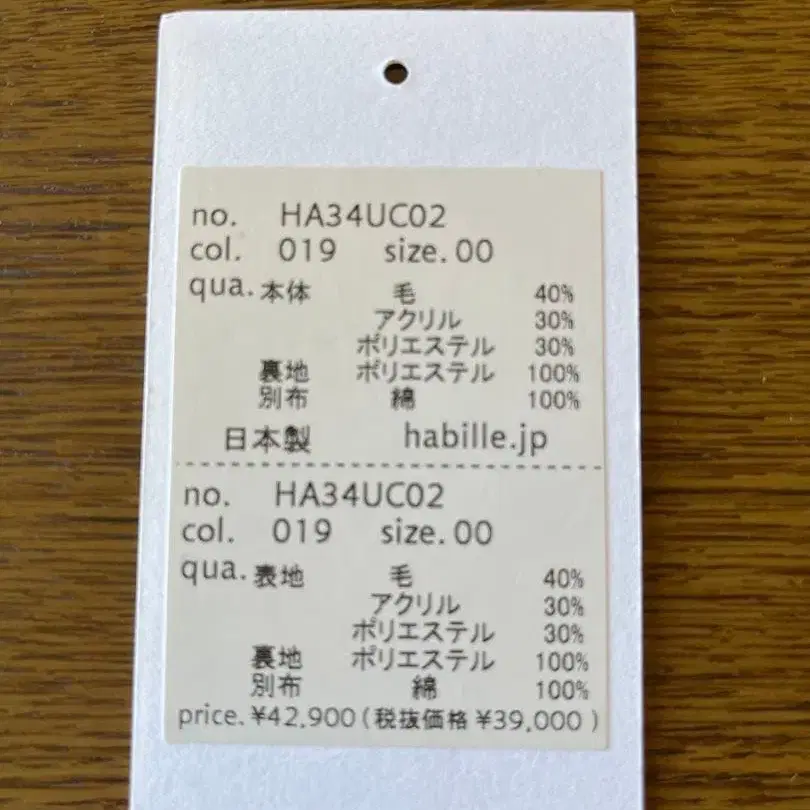 no. HA34UC02
col. 019 size. 00
qua. 本体 毛 40%
アクリル 30%
ポリエステル 30%
裏地 ポリエステル 100%
別布 綿 100%
日本製 habille.jp
no. HA34UC02
col. 019 size. 00
qua. 表地 毛 40%
アクリル 30%
ポリエステル 30%
裏地 ポリエステル 100%
別布 綿 100%
price. ¥42,900 (税抜価格 ¥39,000 )